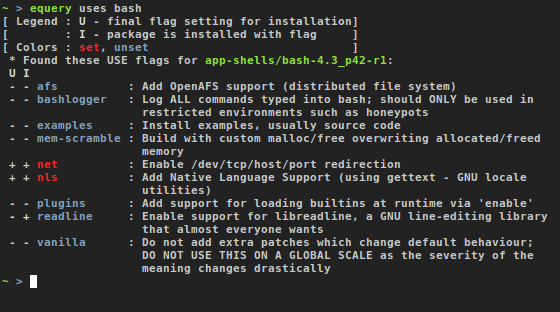 ~ > equery uses bash
[ Legend : U - final flag setting for installation]
[        : I - package is installed with flag     ]
[ Colors : set, unset                             ]
 * Found these USE flags for app-shells/bash-4.3_p42-r1:
 U I
 - - afs          : Add OpenAFS support (distributed file system)
 - - bashlogger   : Log ALL commands typed into bash; should ONLY be used in
                    restricted environments such as honeypots
 - - examples     : Install examples, usually source code
 - - mem-scramble : Build with custom malloc/free overwriting allocated/freed
                    memory
 + + net          : Enable /dev/tcp/host/port redirection
 + + nls          : Add Native Language Support (using gettext - GNU locale
                    utilities)
 - - plugins      : Add support for loading builtins at runtime via 'enable'
 - + readline     : Enable support for libreadline, a GNU line-editing library
                    that almost everyone wants
 - - vanilla      : Do not add extra patches which change default behaviour;
                    DO NOT USE THIS ON A GLOBAL SCALE as the severity of the
                    meaning changes drastically
~ >